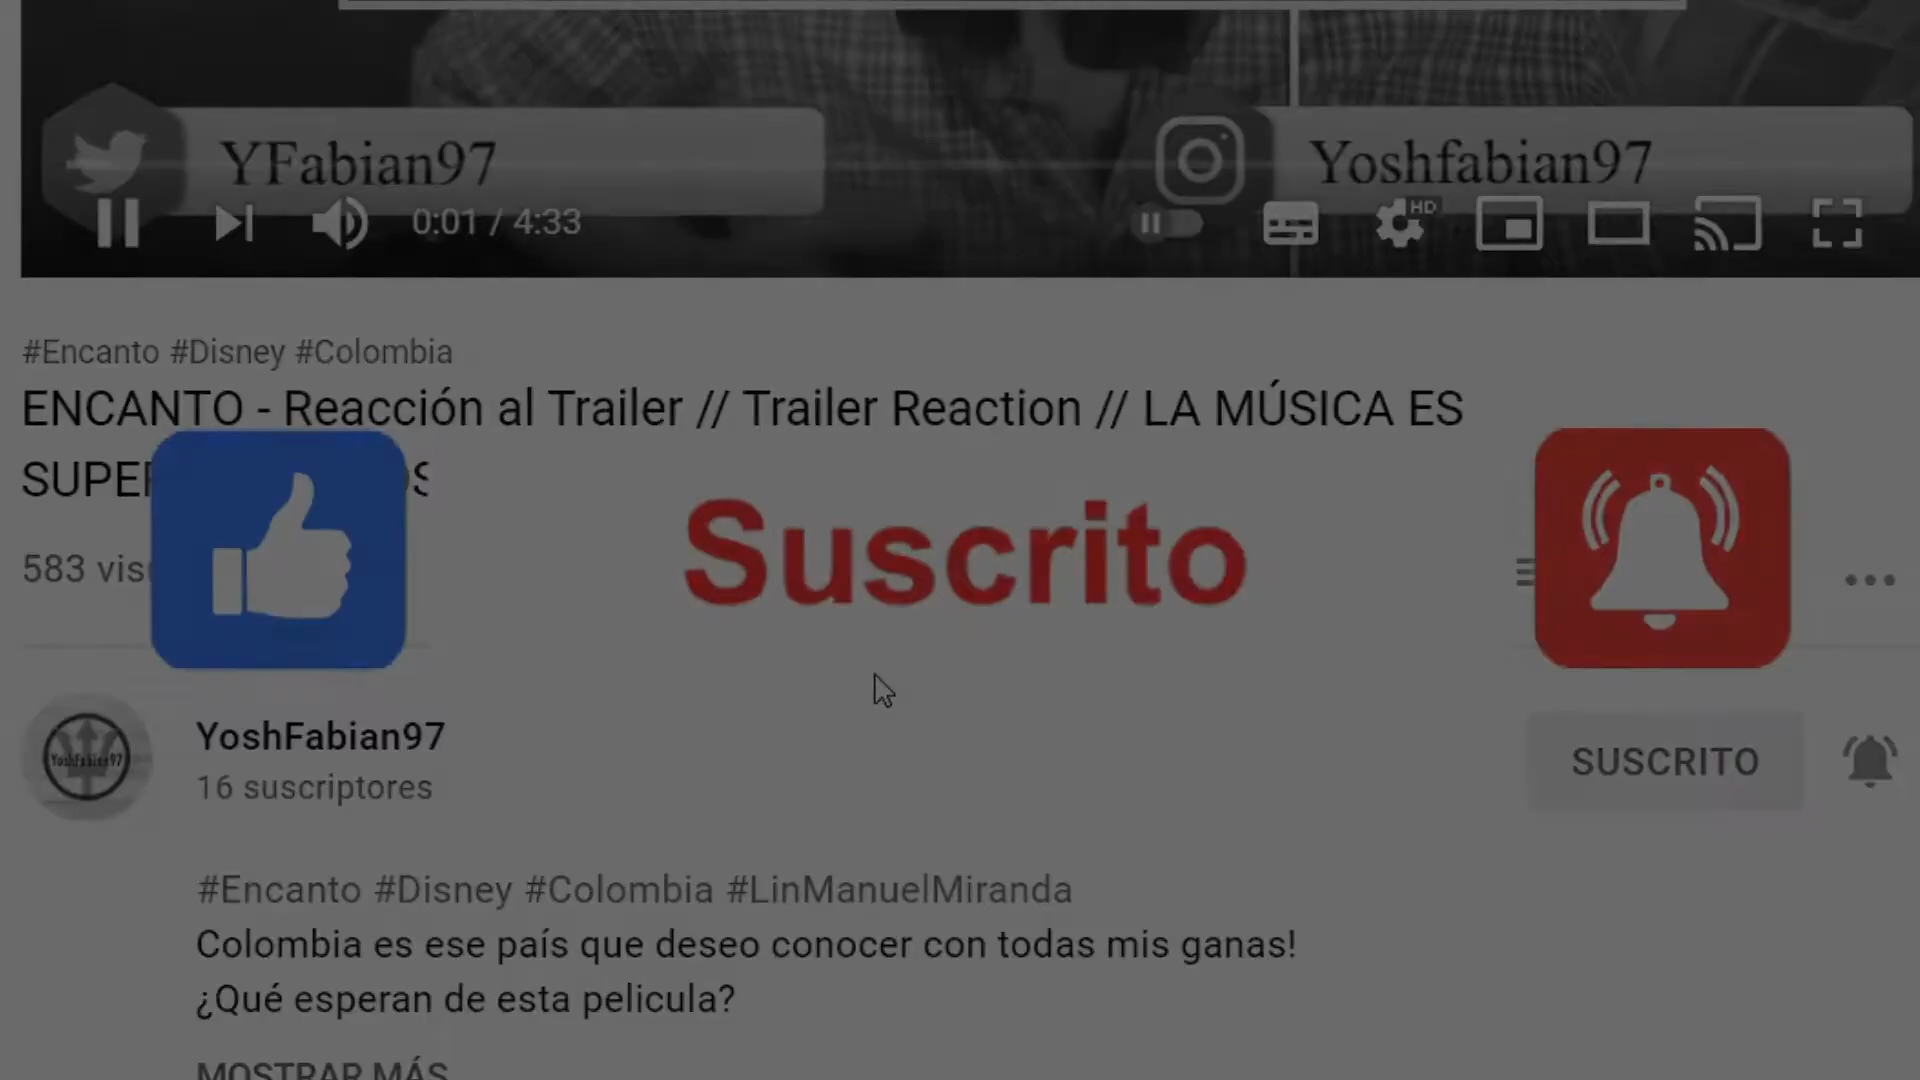 YFabian97
Yoshfabian97
0:01 / 4:33
HD
#Encanto #Disney #Colombia
ENCANTO - Reacción al Trailer // Trailer Reaction // LA MÚSICA ES
Suscrito
583
YoshFabian97
YoshFabian97
16 suscriptores
SUSCRITO
#Encanto #Disney #Colombia #LinManuelMiranda
Colombia es ese país que deseo conocer con todas mis ganas!
¿Qué esperan de esta pelicula?
MOSTRAR MÁS